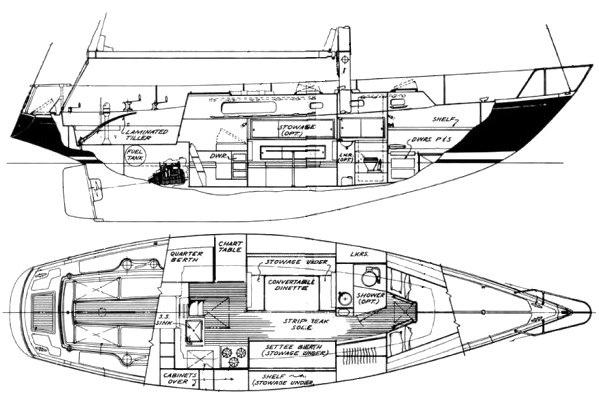 SHELF
STOWAGE
(OPT.)
LAMINATED
TILLER
DWRS. P & S
FUEL
TANK
DWR.
LKR.
(OPT.)
CHART
TABLE
QUARTER
BERTH
STOWAGE UNDER
LKRS.
CONVERTABLE
DINETTE
SHOWER
(OPT.)
S.S.
SINK
STRIP TEAK
SOLE
SETTEE BERTH
(STOWAGE UNDER)
CABINETS
OVER
SHELF
(STOWAGE UNDER)